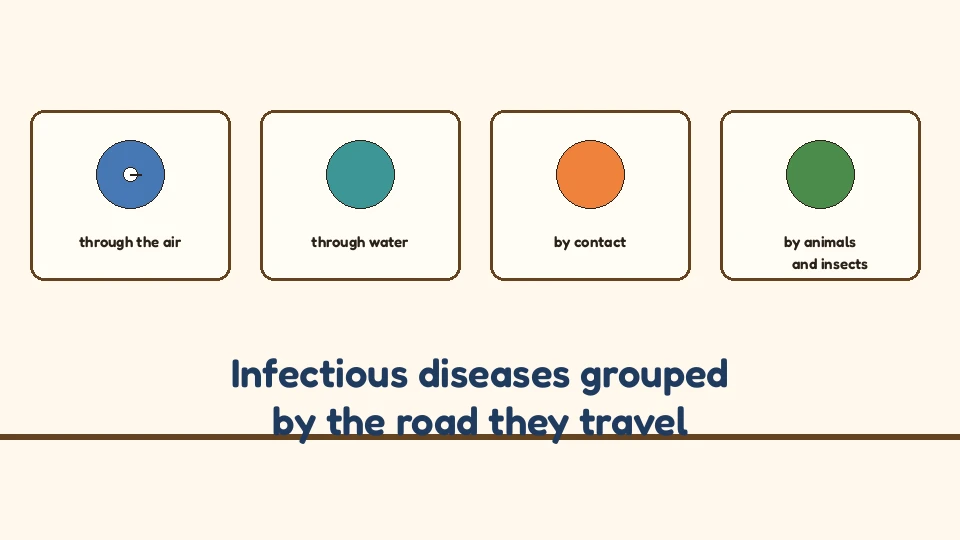 through the air
through water
by contact
by animals
and insects
Infectious diseases grouped
by the road they travel